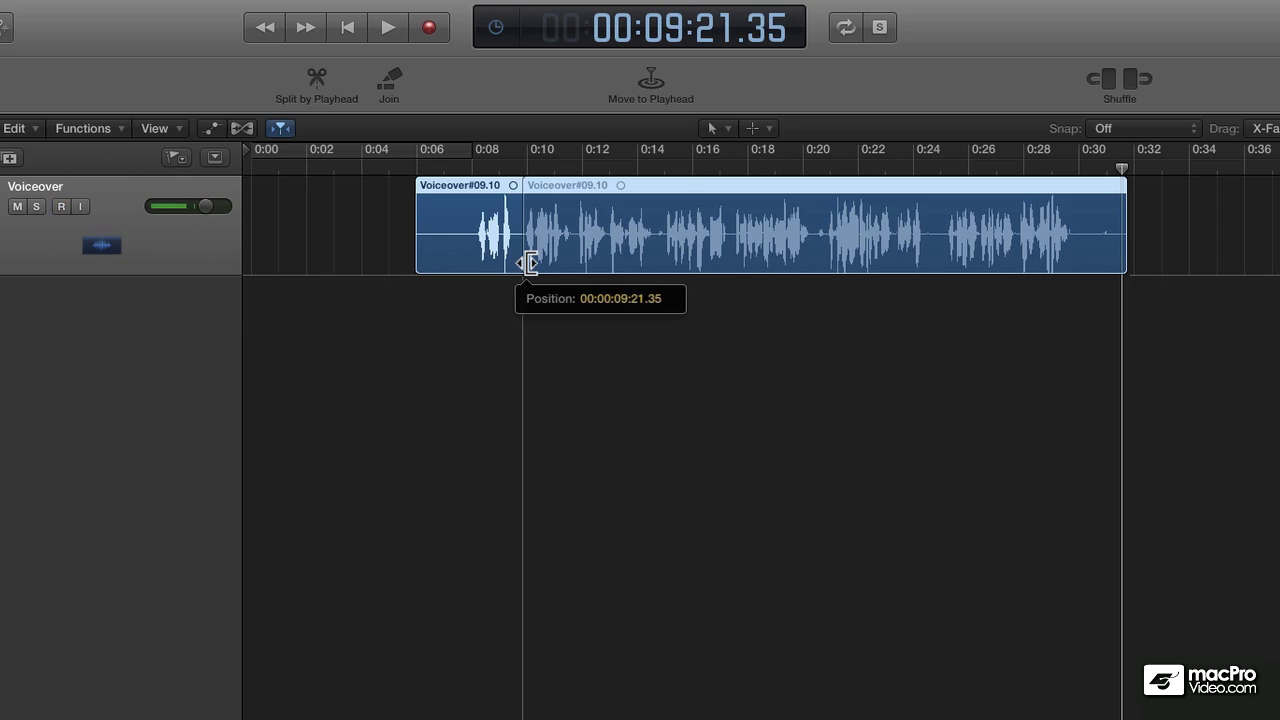 00:00:09:21.35
Split by Playhead
Join
Move to Playhead
Shuffle
Edit
Functions
View
Snap: Off
Drag: X-Fa
0:00 0:02 0:04 0:06 0:08 0:10 0:12 0:14 0:16 0:18 0:20 0:22 0:24 0:26 0:28 0:30 0:32 0:34 0:36
Voiceover
M S R I
Voiceover#09.10
Voiceover#09.10
Position: 00:00:09:21.35
S
macPro
Video.com